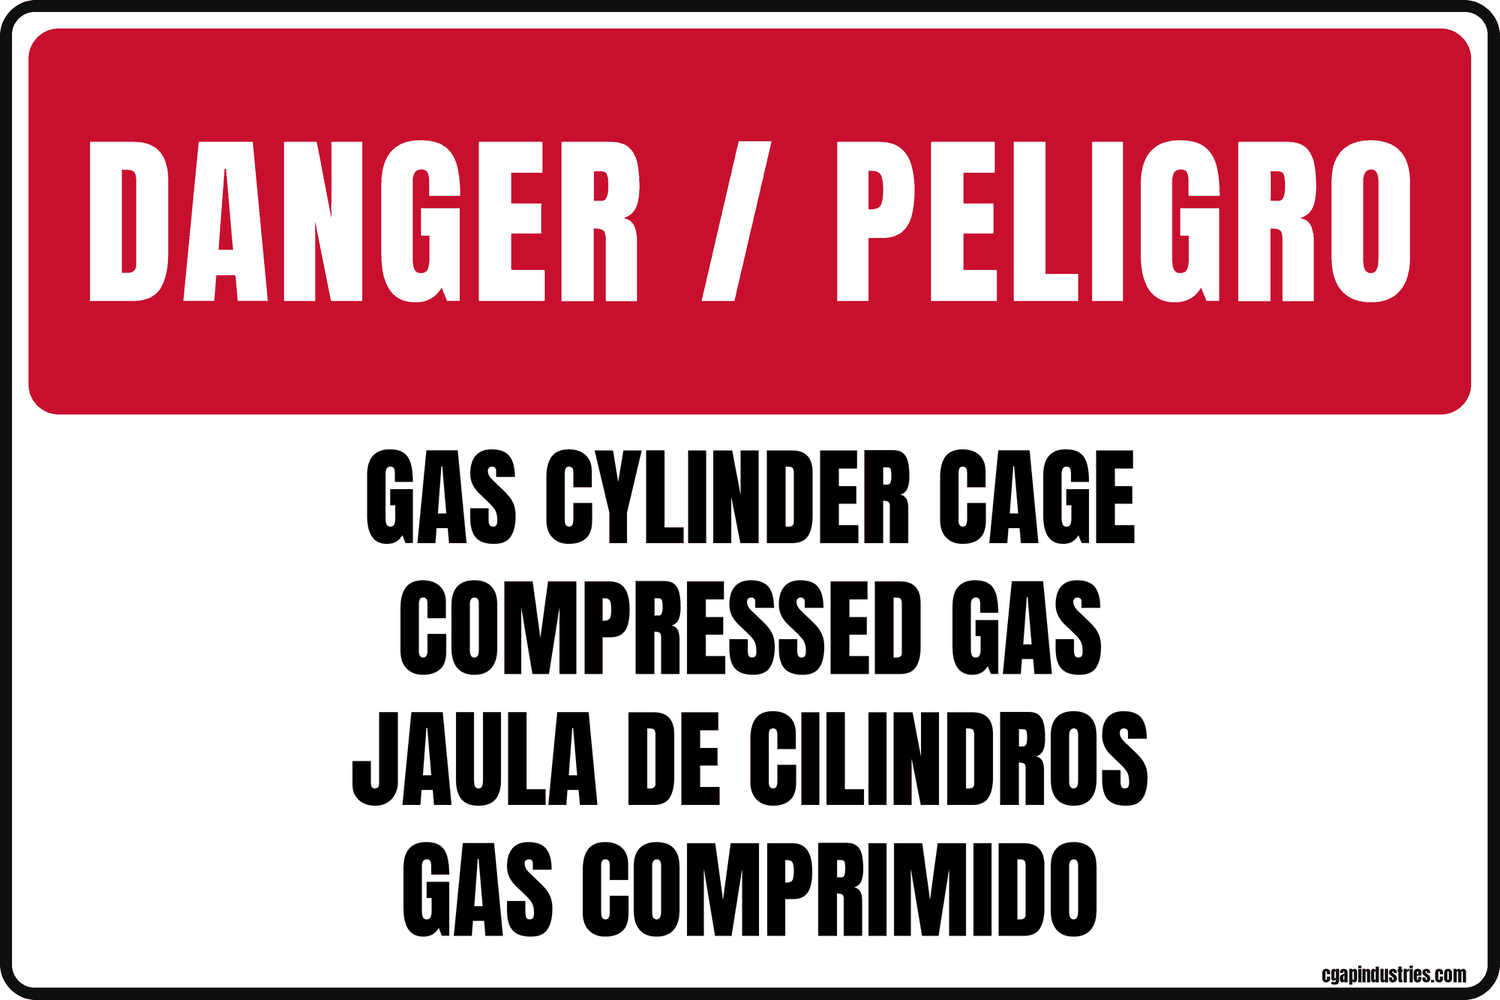 DANGER / PELIGRO
GAS CYLINDER CAGE
COMPRESSED GAS
JAULA DE CILINDROS
GAS COMPRIMIDO
cgapindustries.com